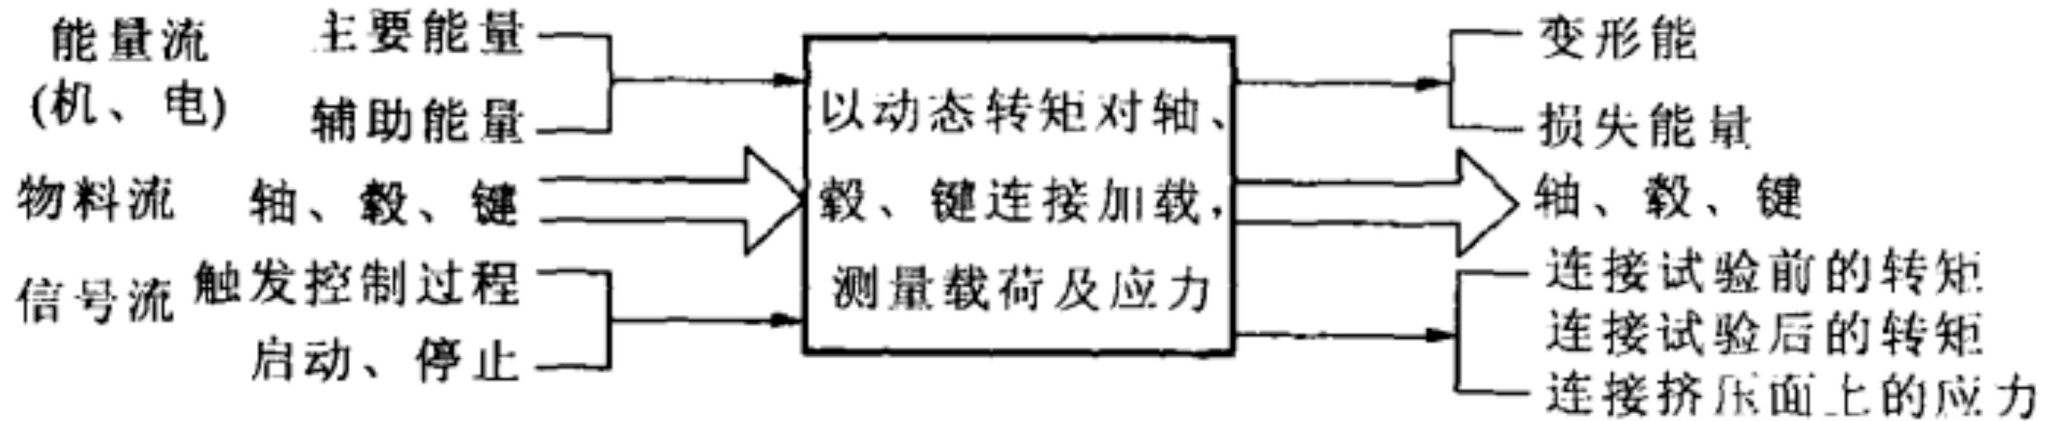 能量流
(机、电)
主要能量
辅助能量
物料流
轴、毂、键
信号流
触发控制过程
启动、停止
以动态转矩对轴、
毂、键连接加载,
测量载荷及应力
变形能
损失能量
轴、毂、键
连接试验前的转矩
连接试验后的转矩
连接挤压面上的应力